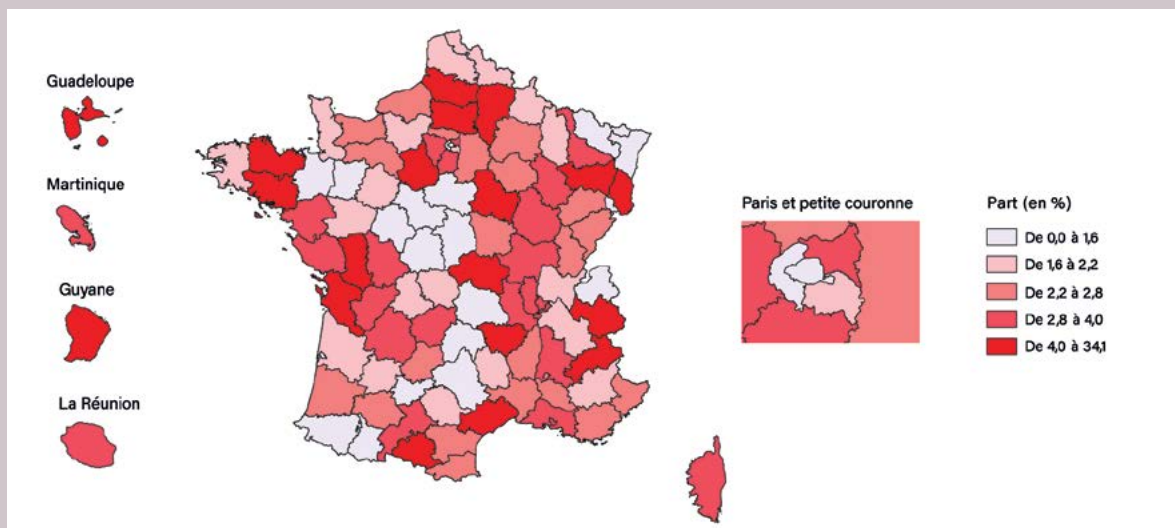 Guadeloupe
Martinique
Guyane
La Réunion
Paris et petite couronne
Part (en %)
De 0,0 à 1,6
De 1,6 à 2,2
De 2,2 à 2,8
De 2,8 à 4,0
De 4,0 à 34,1